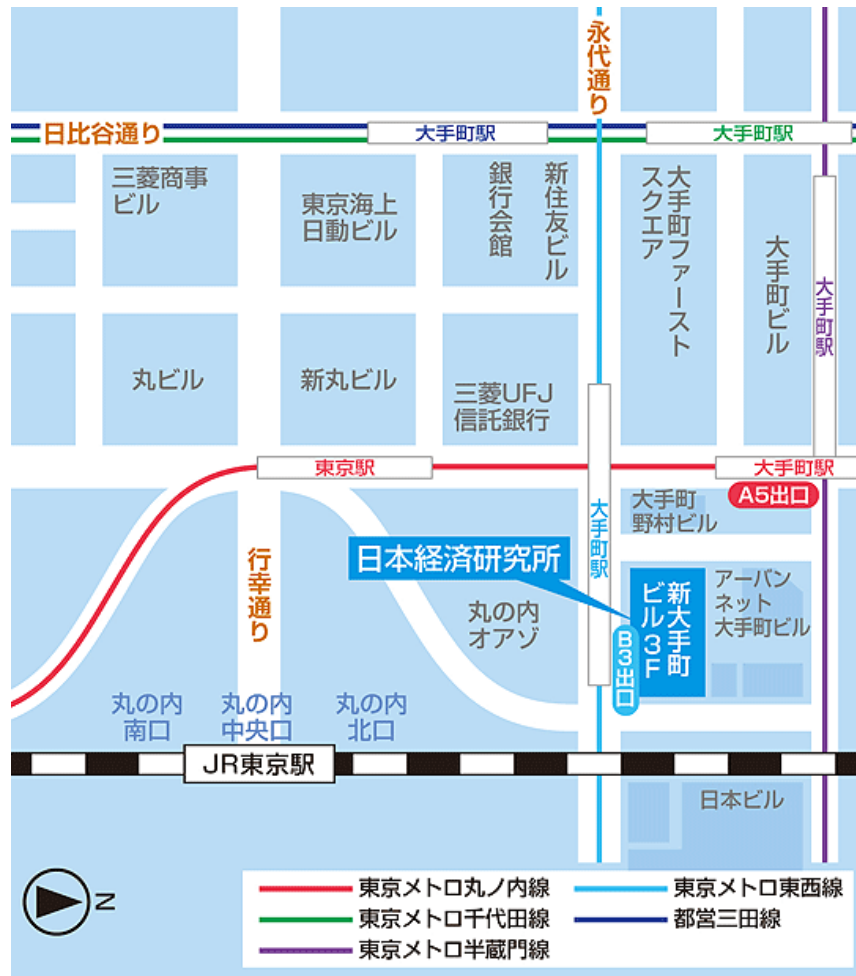 永代通り
日比谷通り
大手町駅
大手町駅
三菱商事
ビル
東京海上
日動ビル
銀行会館
新住友ビル
大手町ファースト
スクエア
大手町ビル
大手町駅
丸ビル
新丸ビル
三菱UFJ
信託銀行
東京駅
大手町駅
A5出口
大手町
野村ビル
大手町駅
日本経済研究所
行幸通り
丸の内
オアゾ
新大手町
ビル3F
B3出口
アーバン
ネット
大手町ビル
丸の内
南口
丸の内
中央口
丸の内
北口
JR東京駅
日本ビル
N
東京メトロ丸ノ内線
東京メトロ東西線
東京メトロ千代田線
都営三田線
東京メトロ半蔵門線